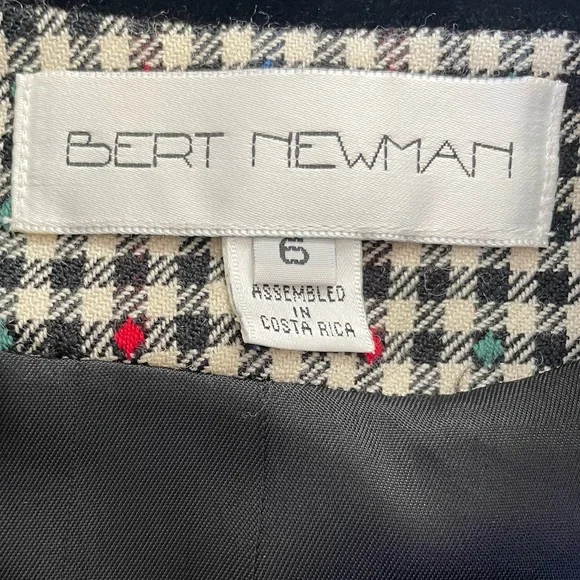 BERT NEWMAN
6
ASSEMBLED
IN
COSTA RICA